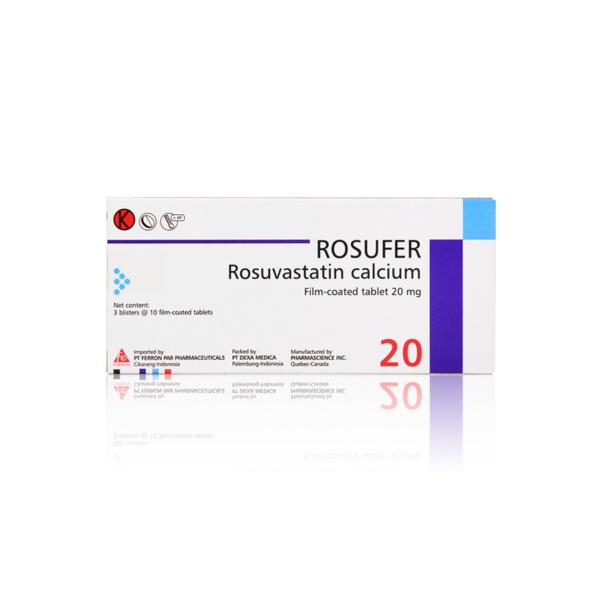 K
< 30°
ROSUFER
Rosuvastatin calcium
Film-coated tablet 20 mg
Net content:
3 blisters @ 10 film-coated tablets
FERRON
Imported by
PT FERRON PAR PHARMACEUTICALS
Cikarang-Indonesia
Packed by
PT DEXA MEDICA
Palembang-Indonesia
Manufactured by
PHARMASCIENCE INC.
Quebec-Canada
20